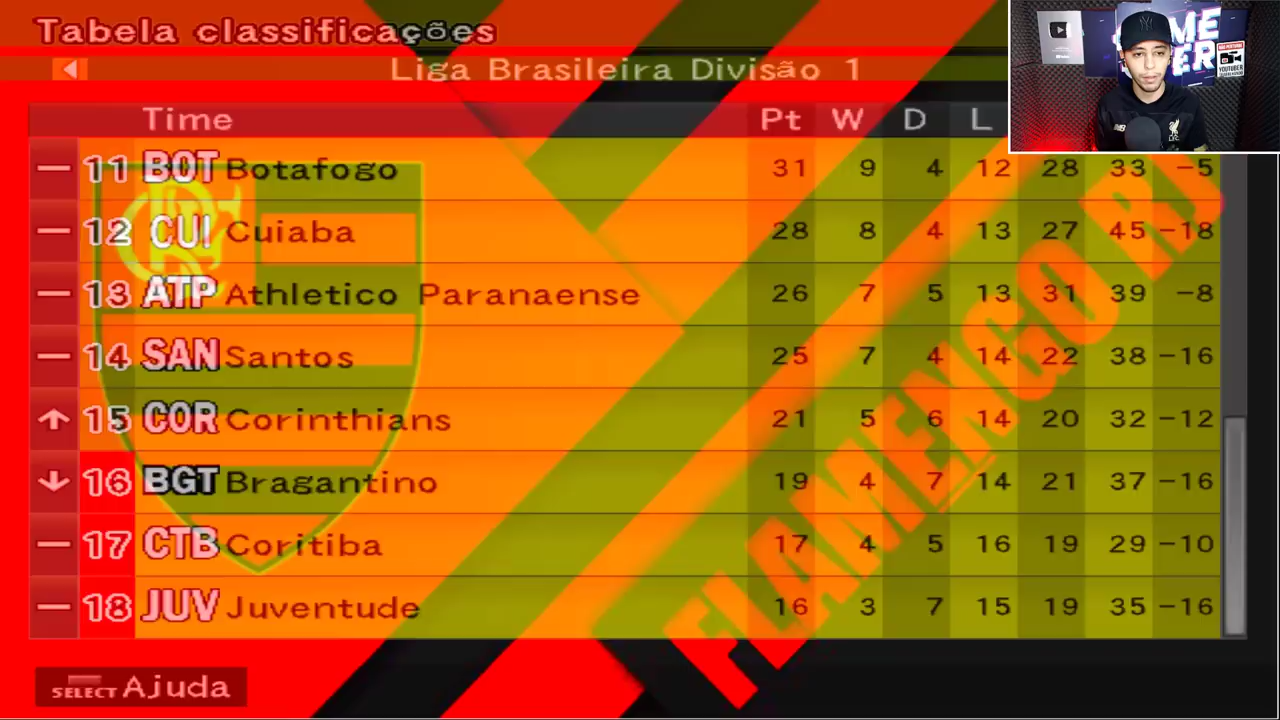 Tabela classificações
Liga Brasileira Divisão 1
Time Pt W D L
11 BOT Botafogo 31 9 4 12 28 33 -5
12 CUI Cuiaba 28 8 4 13 27 45 -18
13 ATP Athletico Paranaense 26 7 5 13 31 39 -8
14 SAN Santos 25 7 4 14 22 38 -16
15 COR Corinthians 21 5 6 14 20 32 -12
16 BGT Bragantino 19 4 7 14 21 37 -16
17 CTB Coritiba 17 4 5 16 19 29 -10
18 JUV Juventude 16 3 7 15 19 35 -16
FLAMENGO RJ
SELECT Ajuda